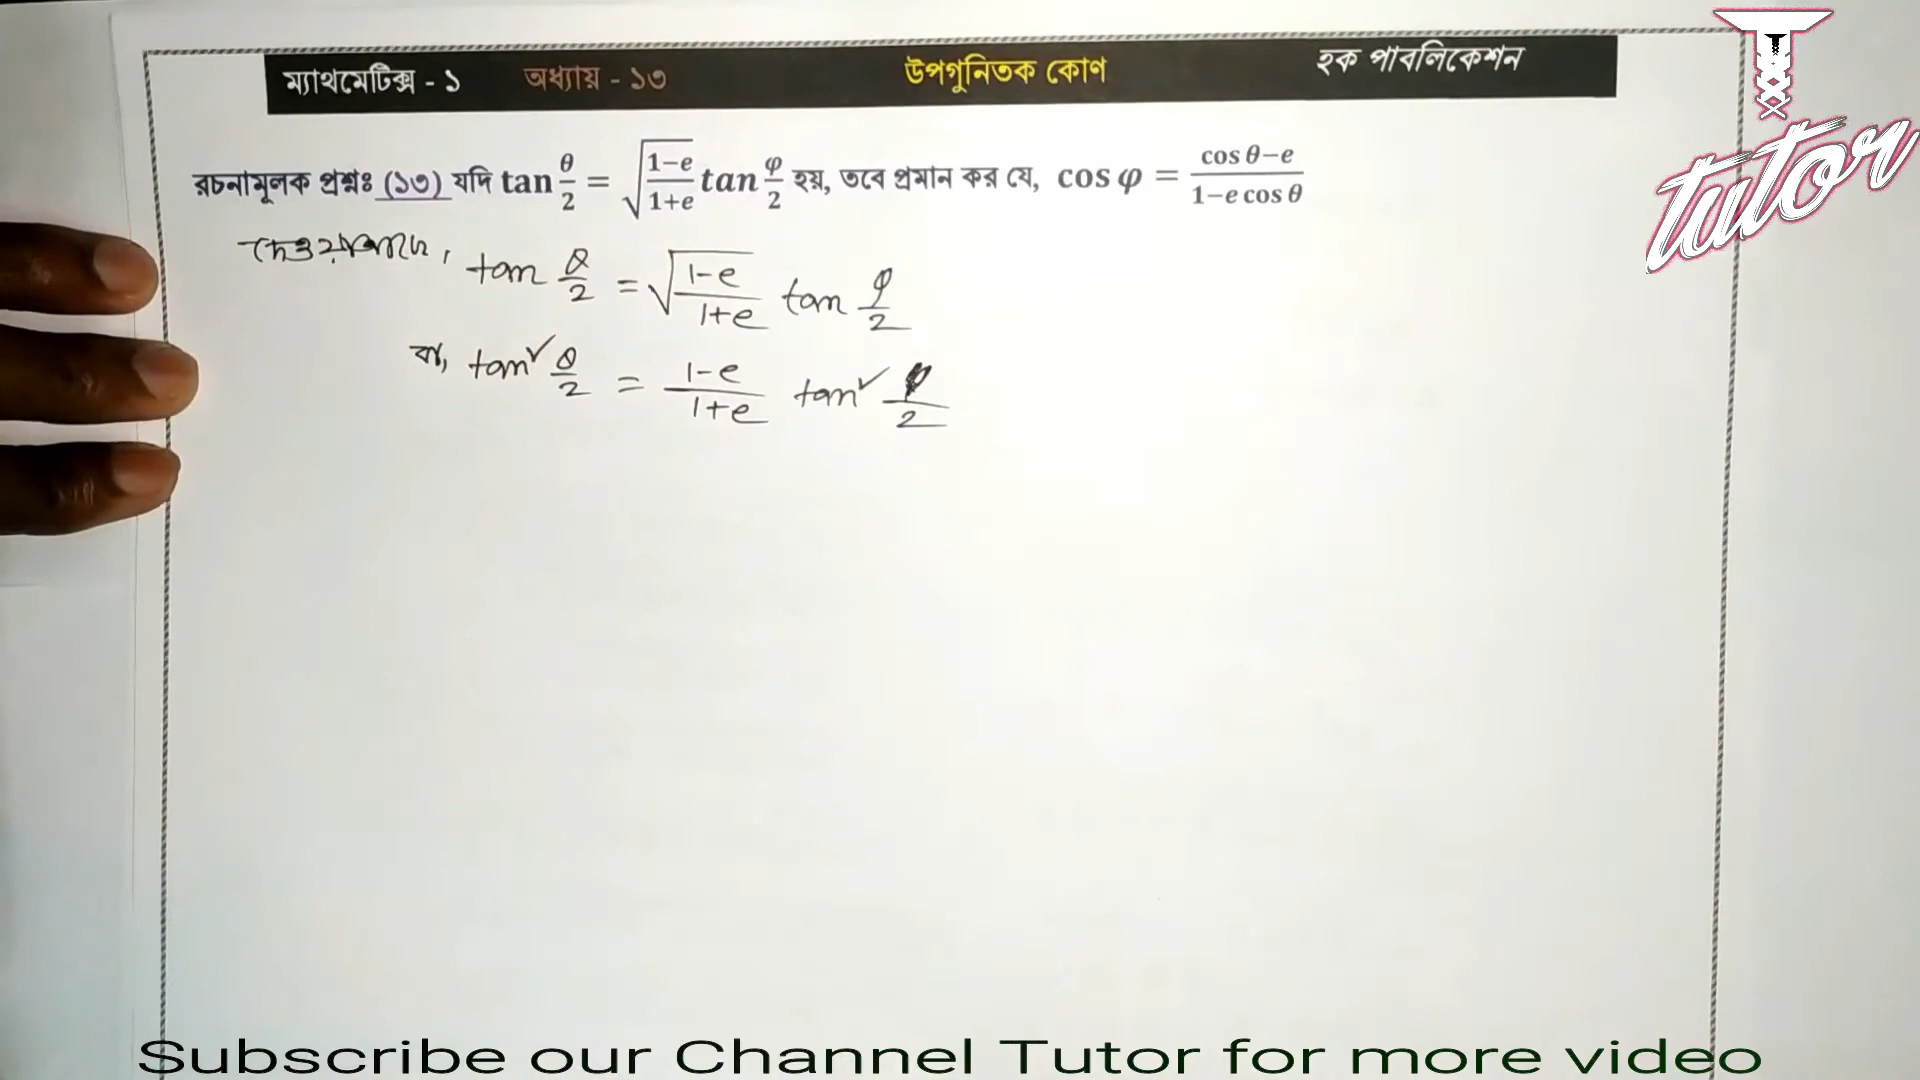 ম্যাথমেটিক্স - ১ অধ্যায় - ১৩ উপগুনিতক কোণ হক পাবলিকেশন
T tutor
রচনামূলক প্রশ্নঃ (১৩) যদি tan θ/2 = √((1−e)/(1+e)) tan φ/2 হয়, তবে প্রমান কর যে, cos φ = (cos θ−e)/(1−e cos θ)
দেওয়া আছে, tan θ/2 = √((1-e)/(1+e)) tan φ/2
বা, tan² θ/2 = (1-e)/(1+e) tan² φ/2
Subscribe our Channel Tutor for more video